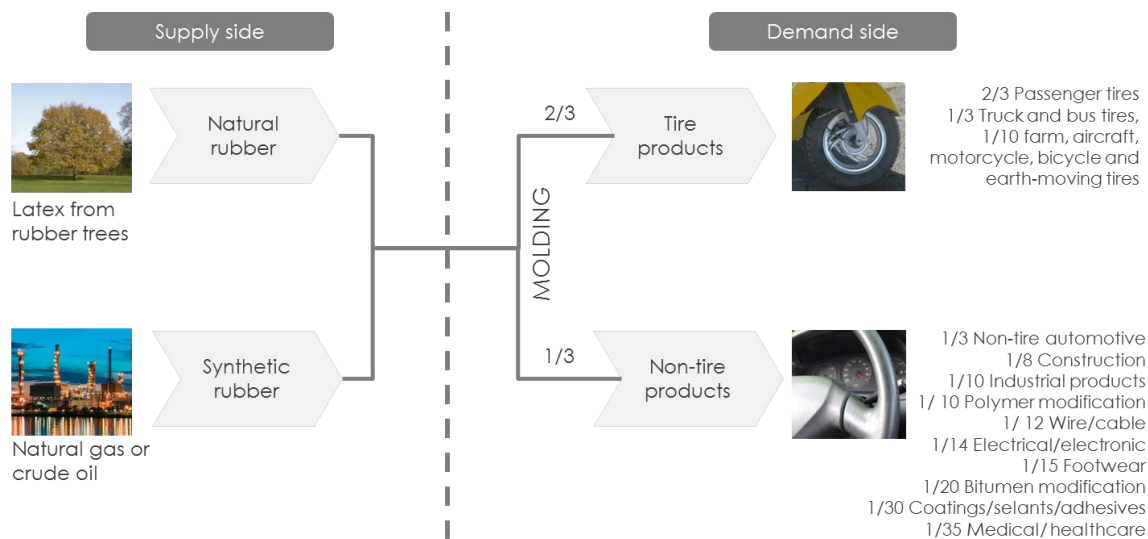 Supply side
Demand side
Natural
rubber
Latex from
rubber trees
Synthetic
rubber
Natural gas or
crude oil
MOLDING
2/3
Tire
products
2/3 Passenger tires
1/3 Truck and bus tires,
1/10 farm, aircraft,
motorcycle, bicycle and
earth-moving tires
1/3
Non-tire
products
1/3 Non-tire automotive
1/8 Construction
1/10 Industrial products
1/ 10 Polymer modification
1/ 12 Wire/cable
1/14 Electrical/electronic
1/15 Footwear
1/20 Bitumen modification
1/30 Coatings/selants/adhesives
1/35 Medical/ healthcare